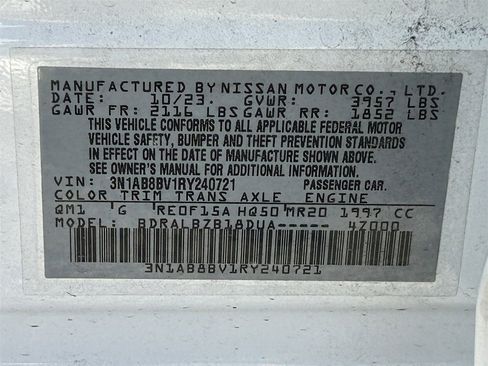 MANUFACTURED BY NISSAN MOTOR CO., LTD.
DATE: 10/23. GVWR: 3957 LBS
GAWR FR: 2116 LBS GAWR RR: 1852 LBS
THIS VEHICLE CONFORMS TO ALL APPLICABLE FEDERAL MOTOR
VEHICLE SAFETY, BUMPER AND THEFT PREVENTION STANDARDS
IN EFFECT ON THE DATE OF MANUFACTURE SHOWN ABOVE.
SEE OWNER'S MANUAL FOR ADDITIONAL INFORMATION.
VIN: 3N1AB8BV1RY240721 PASSENGER CAR.
COLOR TRIM TRANS AXLE ENGINE
QM1 G RE0F15A HQ50 MR20 1997 CC
MODEL: BDRALBZB18DUA----- 47000
3N1AB8BV1RY240721